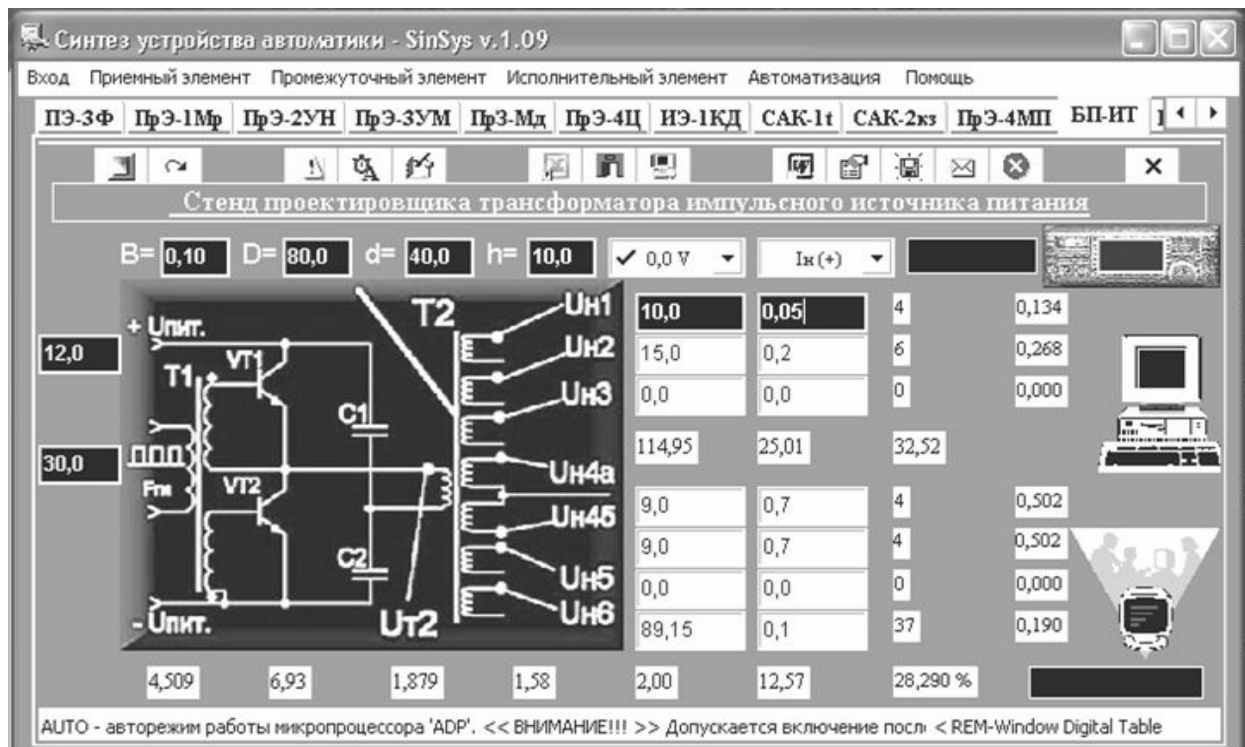 Синтез устройства автоматики - SinSys v.1.09
Вход Приемный элемент Промежуточный элемент Исполнительный элемент Автоматизация Помощь
ПЭ-3Ф ПрЭ-1Мр ПрЭ-2УН ПрЭ-3УМ ПрЗ-Мд ПрЭ-4Ц ИЭ-1КД САК-1t САК-2кз ПрЭ-4МП БП-ИТ
Стенд проектировщика трансформатора импульсного источника питания
B= 0,10 D= 80,0 d= 40,0 h= 10,0 0,0 V Iн (+)
+ Uпит. T2 Uн1 10,0 0,05 4 0,134
12,0 T1 VT1 Uн2 15,0 0,2 6 0,268
C1 Uн3 0,0 0,0 0 0,000
114,95 25,01 32,52
30,0 Fпи VT2 Uн4а 9,0 0,7 4 0,502
Uн4б 9,0 0,7 4 0,502
C2 Uн5 0,0 0,0 0 0,000
- Uпит. Uт2 Uн6 89,15 0,1 37 0,190
4,509 6,93 1,879 1,58 2,00 12,57 28,290 %
AUTO - авторежим работы микропроцессора 'ADP'. << ВНИМАНИЕ!!! >> Допускается включение посл < REM-Window Digital Table